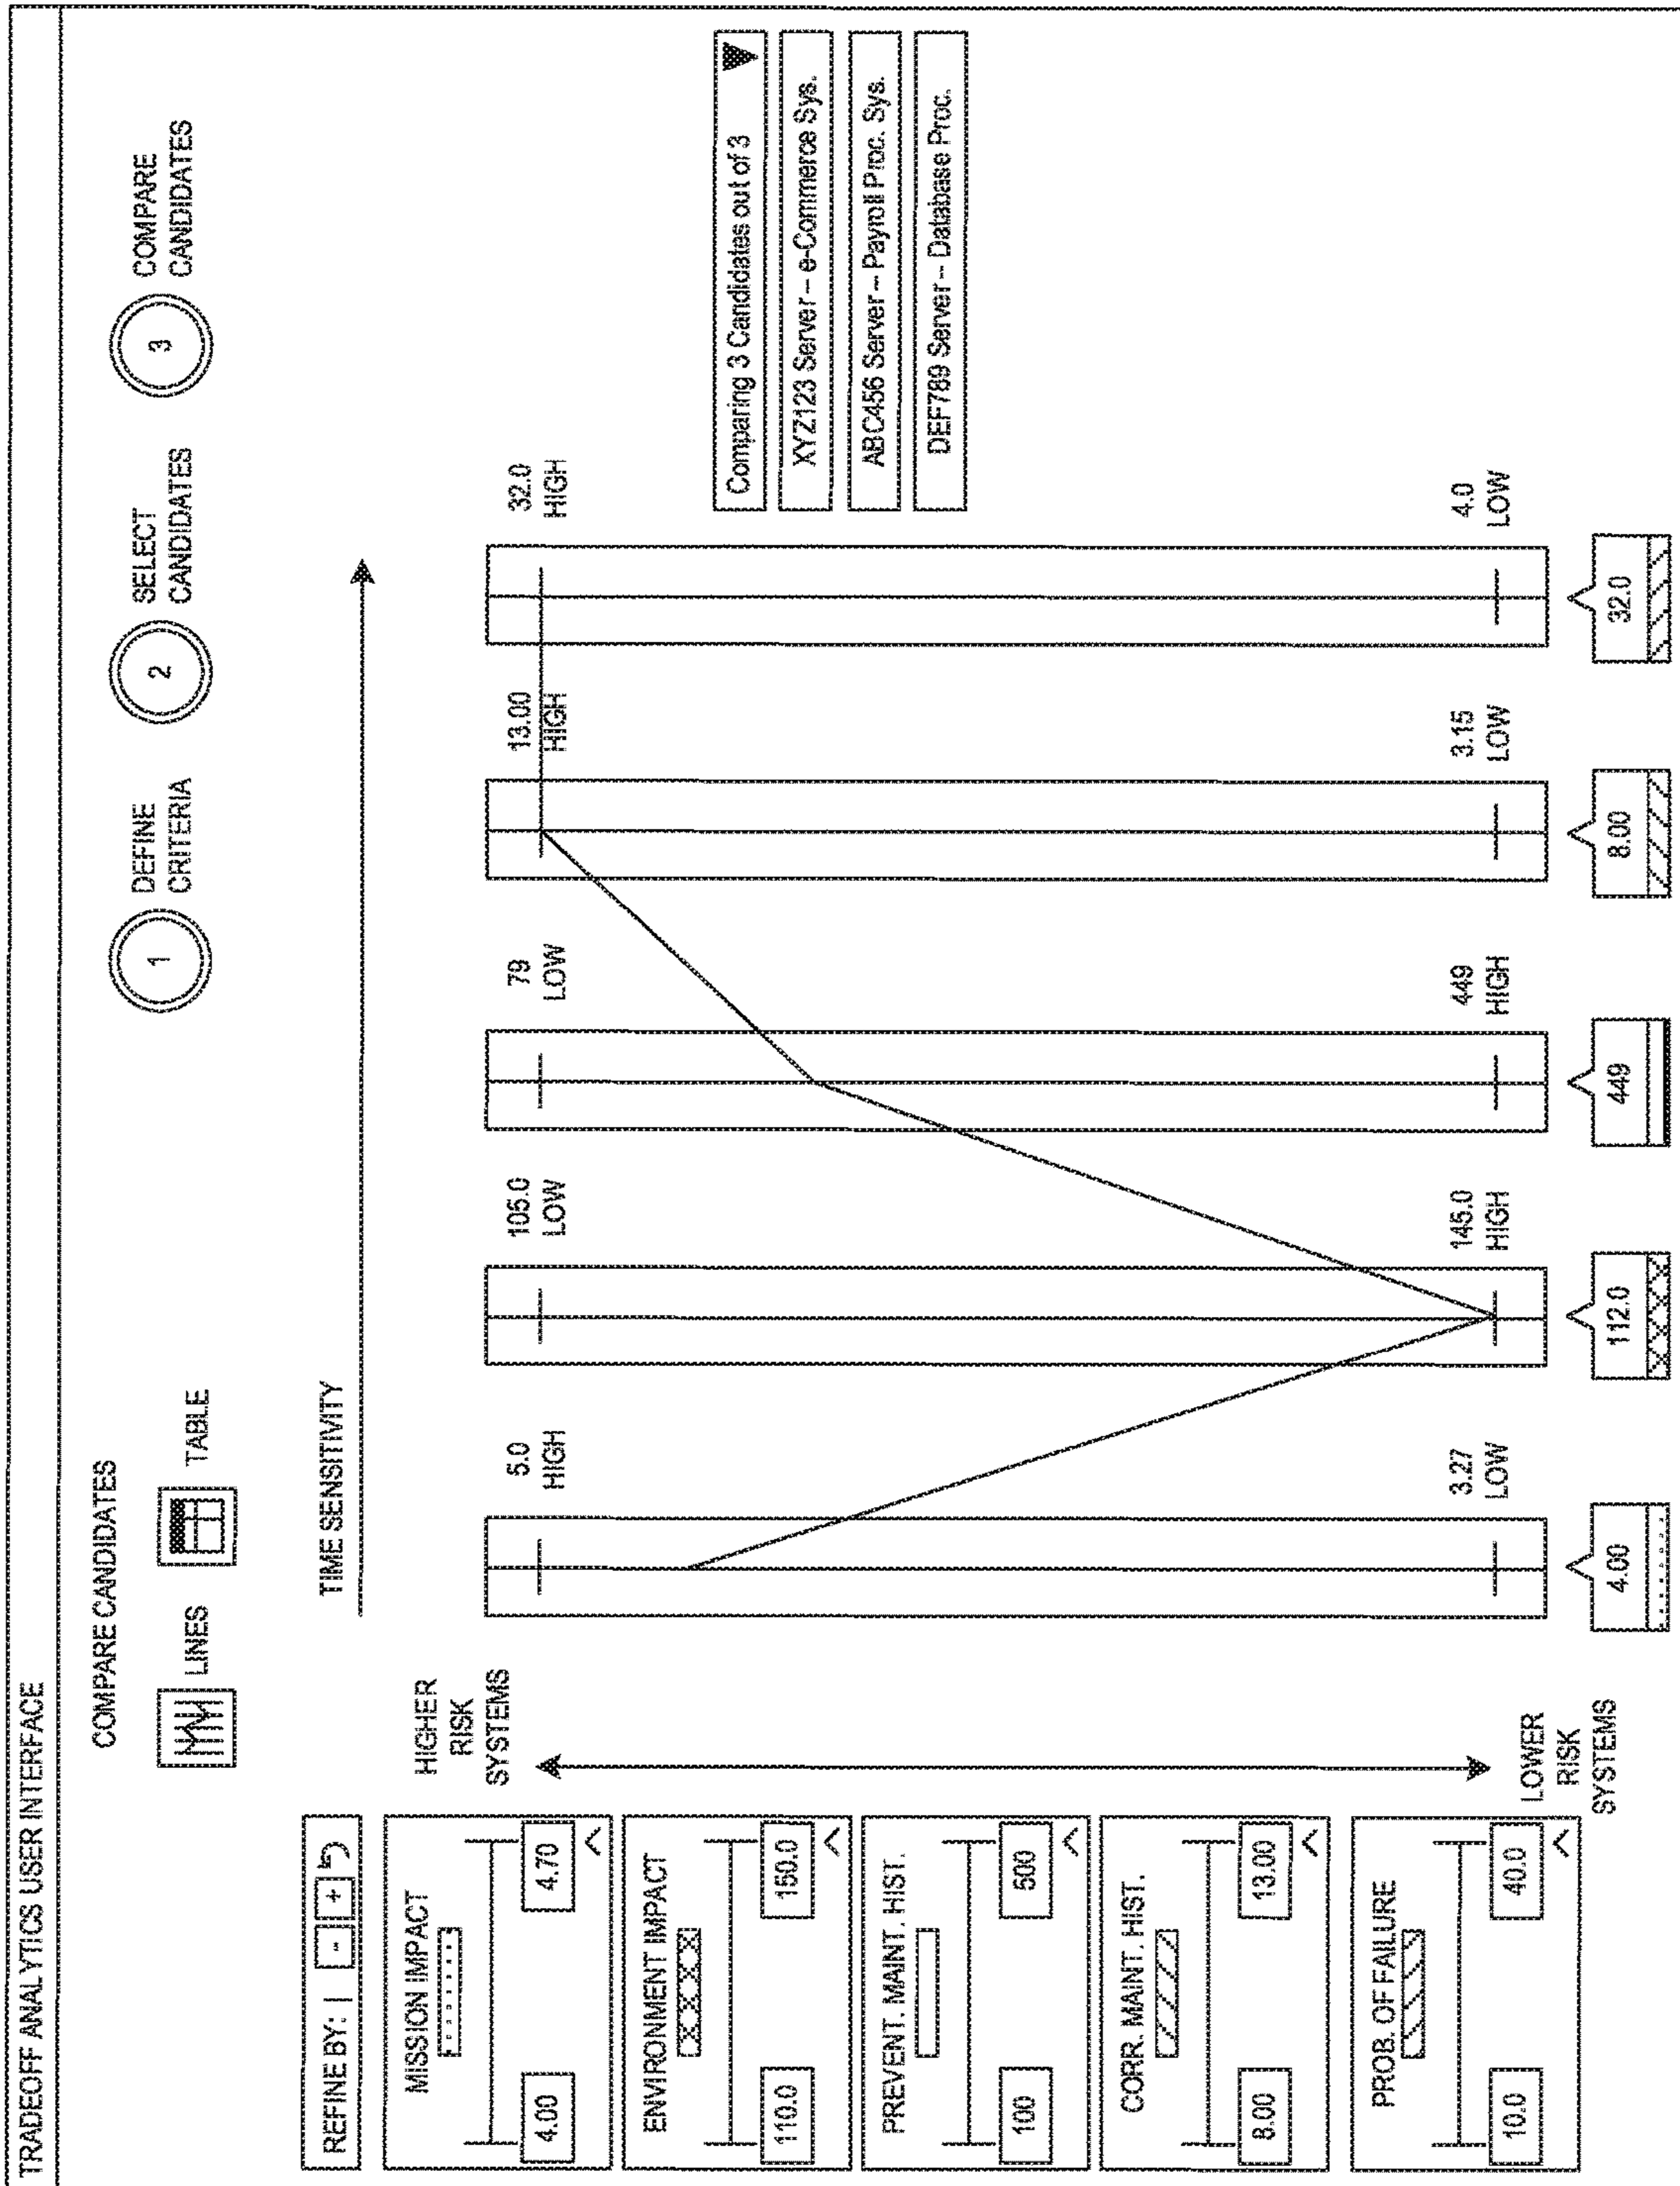 TRADEOFF ANALYTICS USER INTERFACE
COMPARE CANDIDATES
LINES
TABLE
1
DEFINE
CRITERIA
2
SELECT
CANDIDATES
3
COMPARE
CANDIDATES
REFINE BY: |
-
+
MISSION IMPACT
4.00
4.70
ENVIRONMENT IMPACT
110.0
150.0
PREVENT. MAINT. HIST.
100
500
CORR. MAINT. HIST.
8.00
13.00
PROB. OF FAILURE
10.0
40.0
HIGHER
RISK
SYSTEMS
LOWER
RISK
SYSTEMS
TIME SENSITIVITY
5.0
HIGH
105.0
LOW
79
LOW
13.00
HIGH
32.0
HIGH
3.27
LOW
145.0
HIGH
449
HIGH
3.15
LOW
4.0
LOW
4.00
112.0
449
8.00
32.0
Comparing 3 Candidates out of 3
XYZ123 Server – e-Commerce Sys.
ABC456 Server – Payroll Proc. Sys.
DEF789 Server – Database Proc.